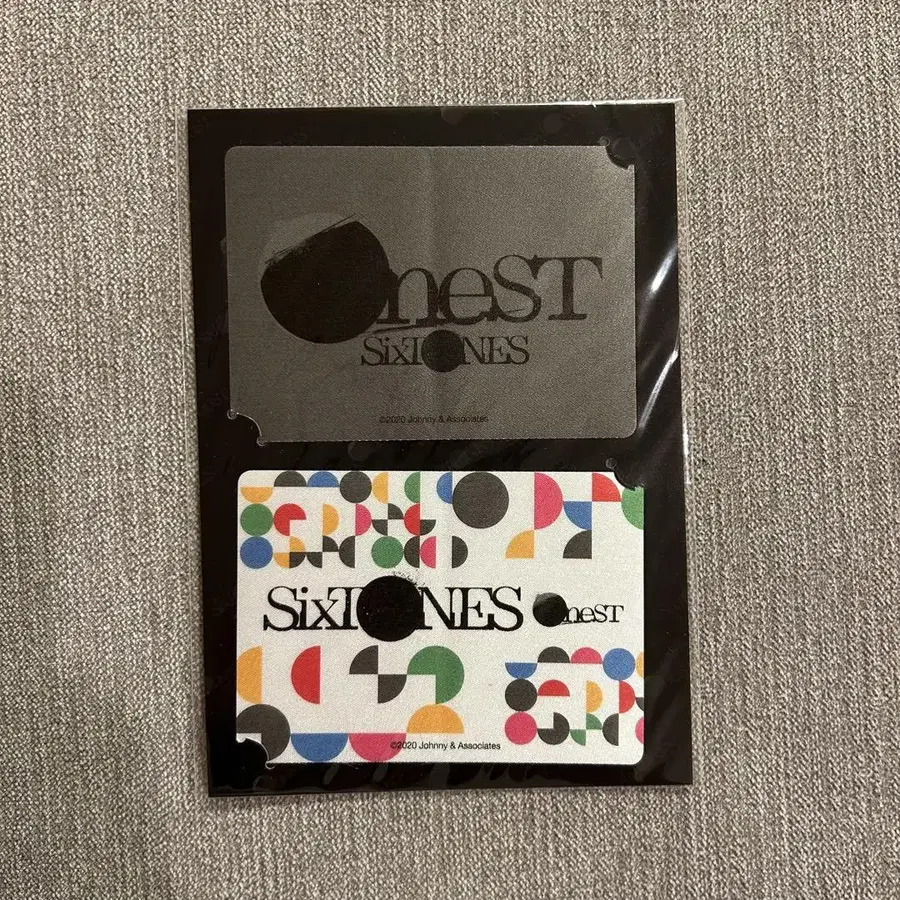 OneST
SixTONES
©2020 Johnny & Associates
SixTONES OneST
©2020 Johnny & Associates